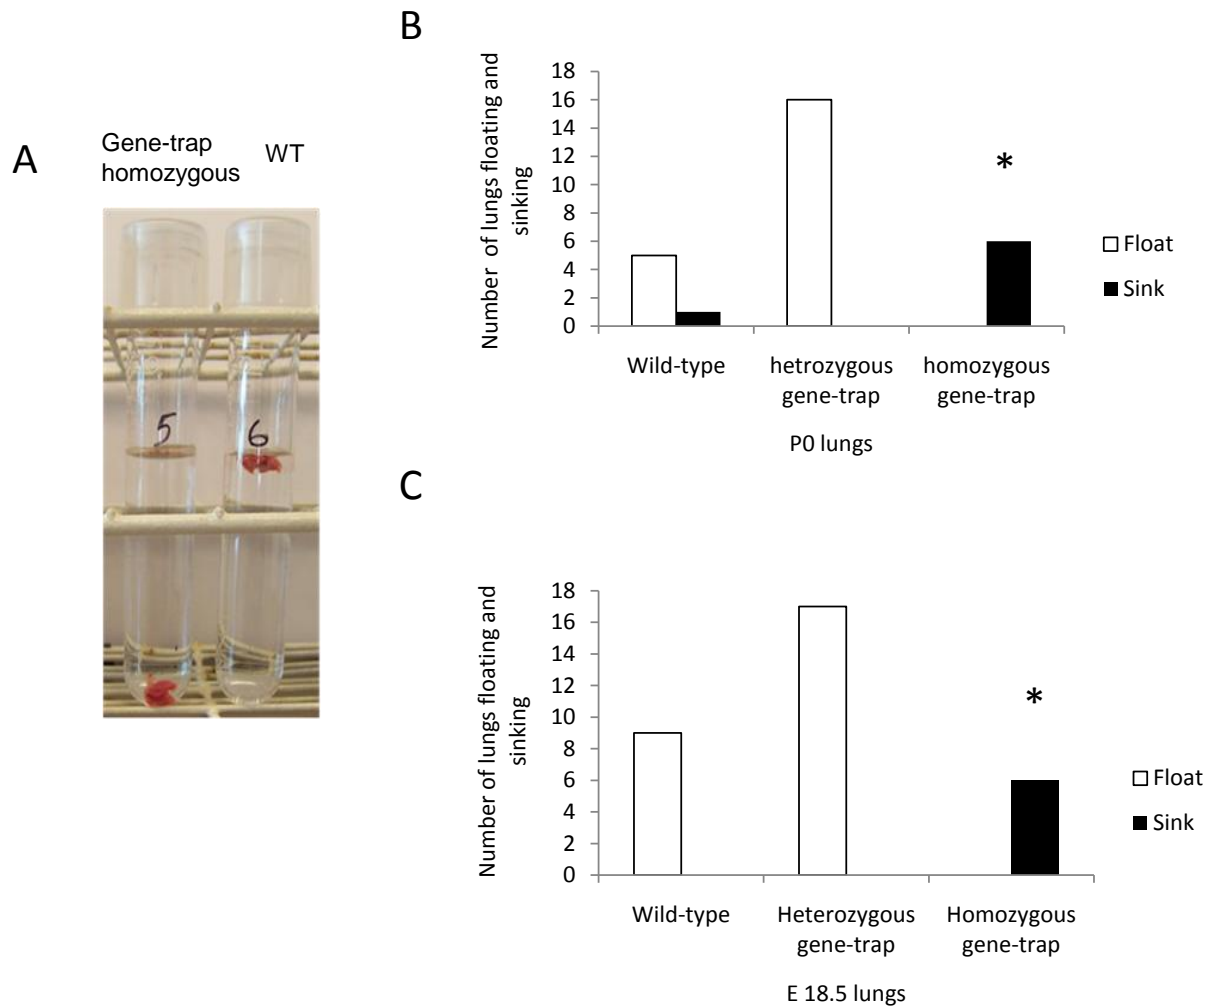 A
Gene-trap
homozygous
WT
5
6
B
Number of lungs floating and
sinking
18
16
14
12
10
8
6
4
2
0
*
Float
Sink
Wild-type
hetrozygous
gene-trap
homozygous
gene-trap
P0 lungs
C
Number of lungs floating and
sinking
18
16
14
12
10
8
6
4
2
0
*
Float
Sink
Wild-type
Heterozygous
gene-trap
Homozygous
gene-trap
E 18.5 lungs